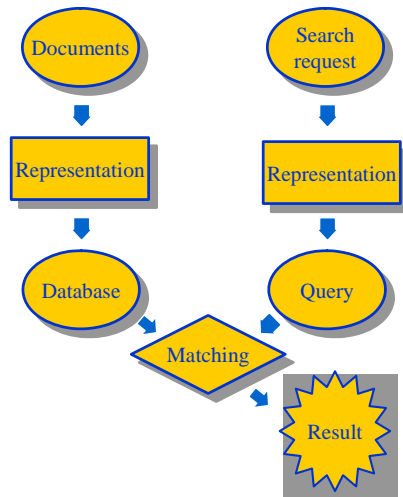 Documents
Search
request
Representation
Representation
Database
Query
Matching
Result